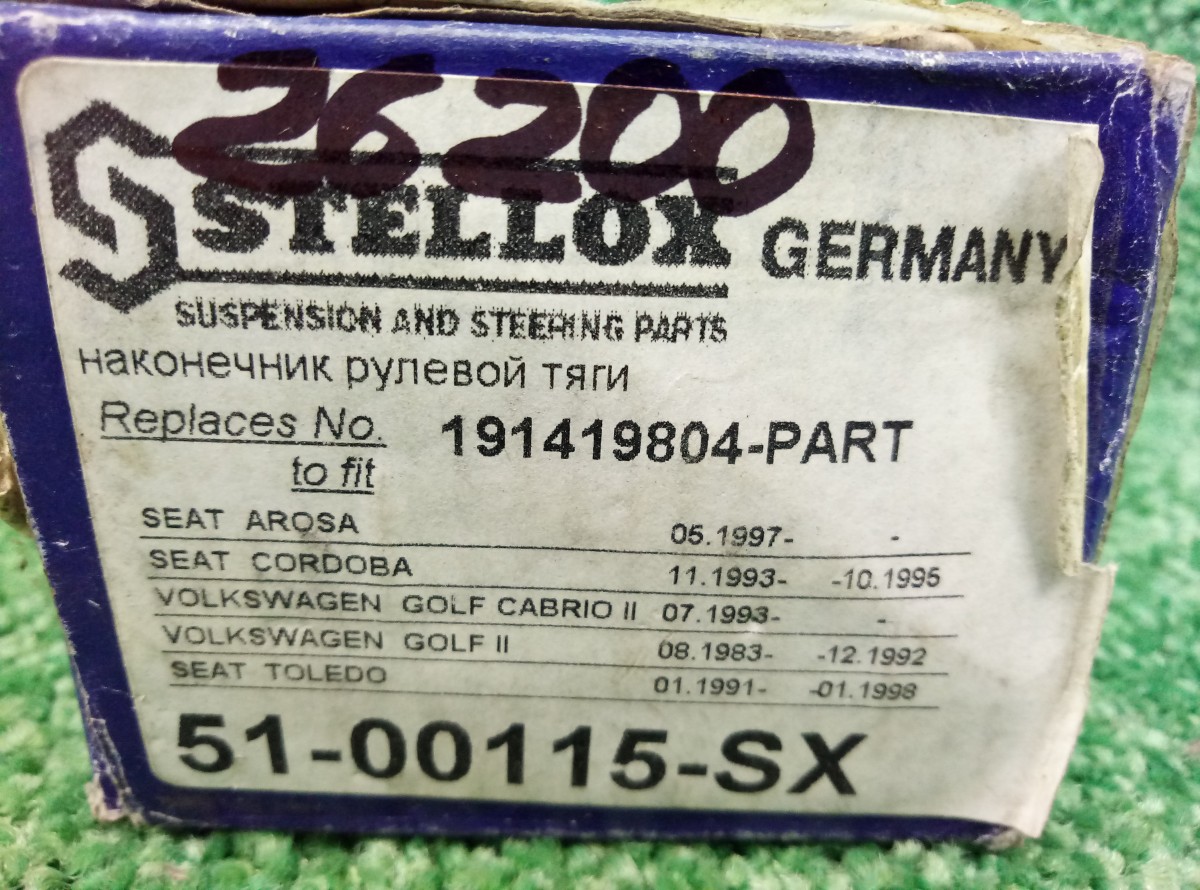 26200
STELLOX GERMANY
SUSPENSION AND STEERING PARTS
наконечник рулевой тяги
Replaces No. 191419804-PART
to fit
SEAT AROSA 05.1997- -
SEAT CORDOBA 11.1993- -10.1995
VOLKSWAGEN GOLF CABRIO II 07.1993- -
VOLKSWAGEN GOLF II 08.1983- -12.1992
SEAT TOLEDO 01.1991- -01.1998
51-00115-SX